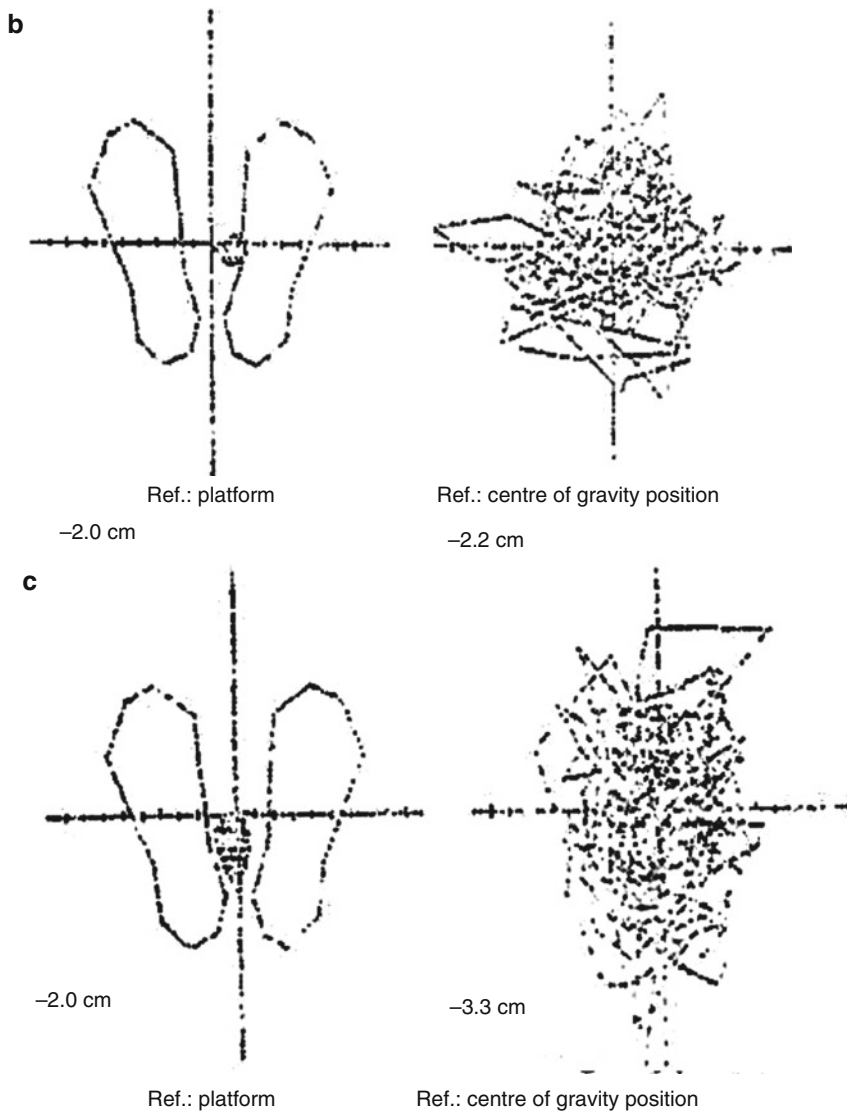 b
Ref.: platform
Ref.: centre of gravity position
–2.0 cm
–2.2 cm
c
–2.0 cm
–3.3 cm
Ref.: platform
Ref.: centre of gravity position